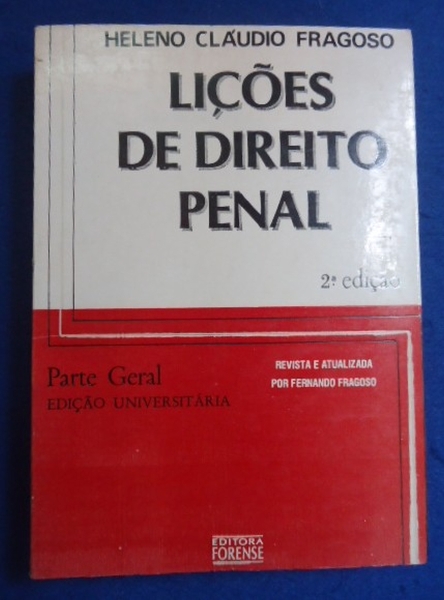 HELENO CLÁUDIO FRAGOSO
LIÇÕES
DE DIREITO
PENAL
2ª edição
Parte Geral
EDIÇÃO UNIVERSITÁRIA
REVISTA E ATUALIZADA
POR FERNANDO FRAGOSO
EDITORA
FORENSE